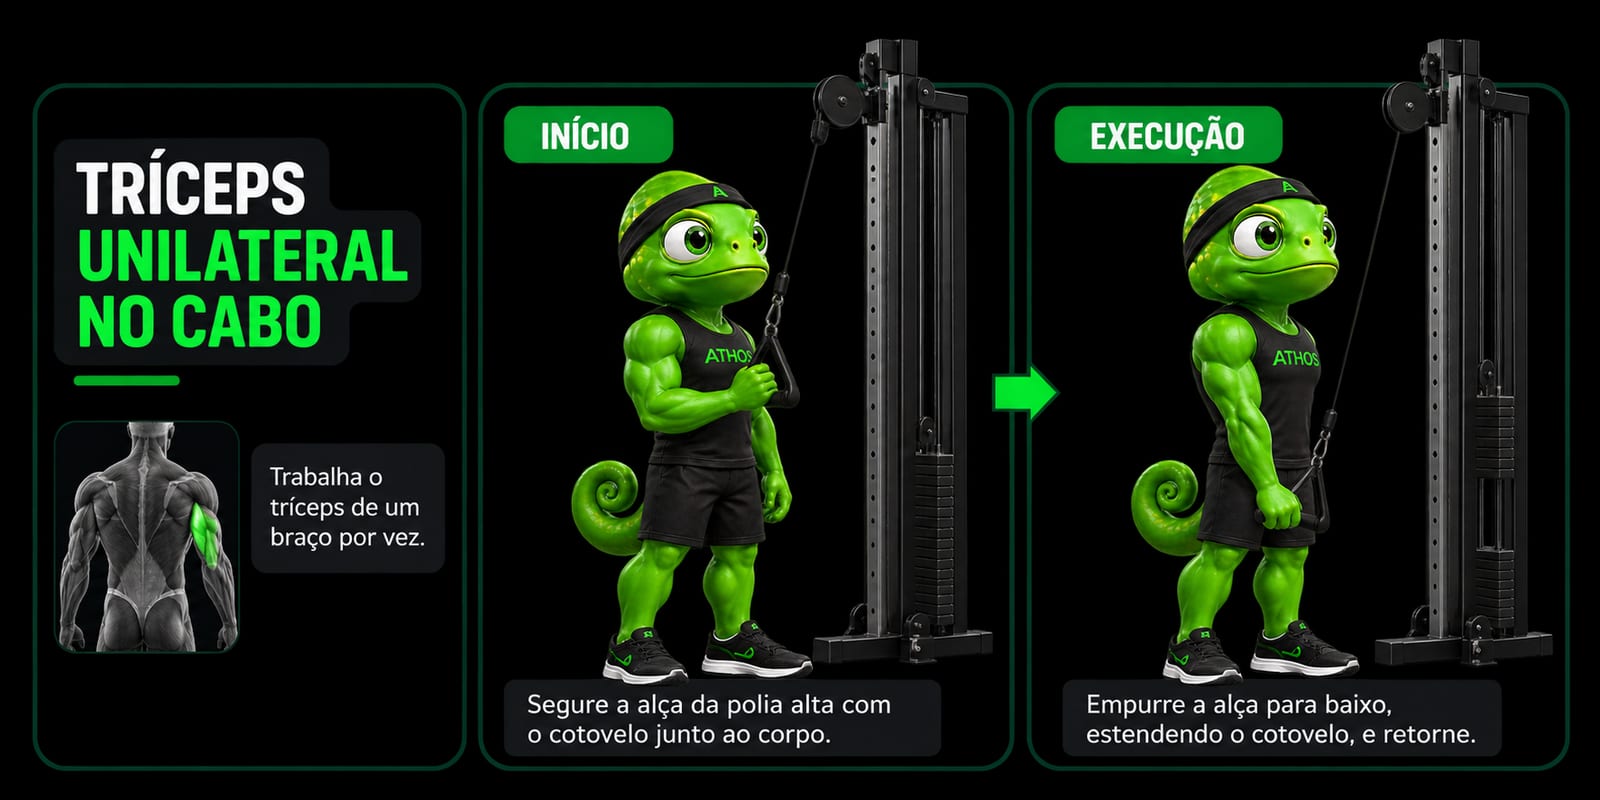 TRÍCEPS
UNILATERAL
NO CABO
Trabalha o
tríceps de um
braço por vez.
INÍCIO
A
ATHOS
Segure a alça da polia alta com
o cotovelo junto ao corpo.
EXECUÇÃO
A
ATHOS
Empurre a alça para baixo,
estendendo o cotovelo, e retorne.